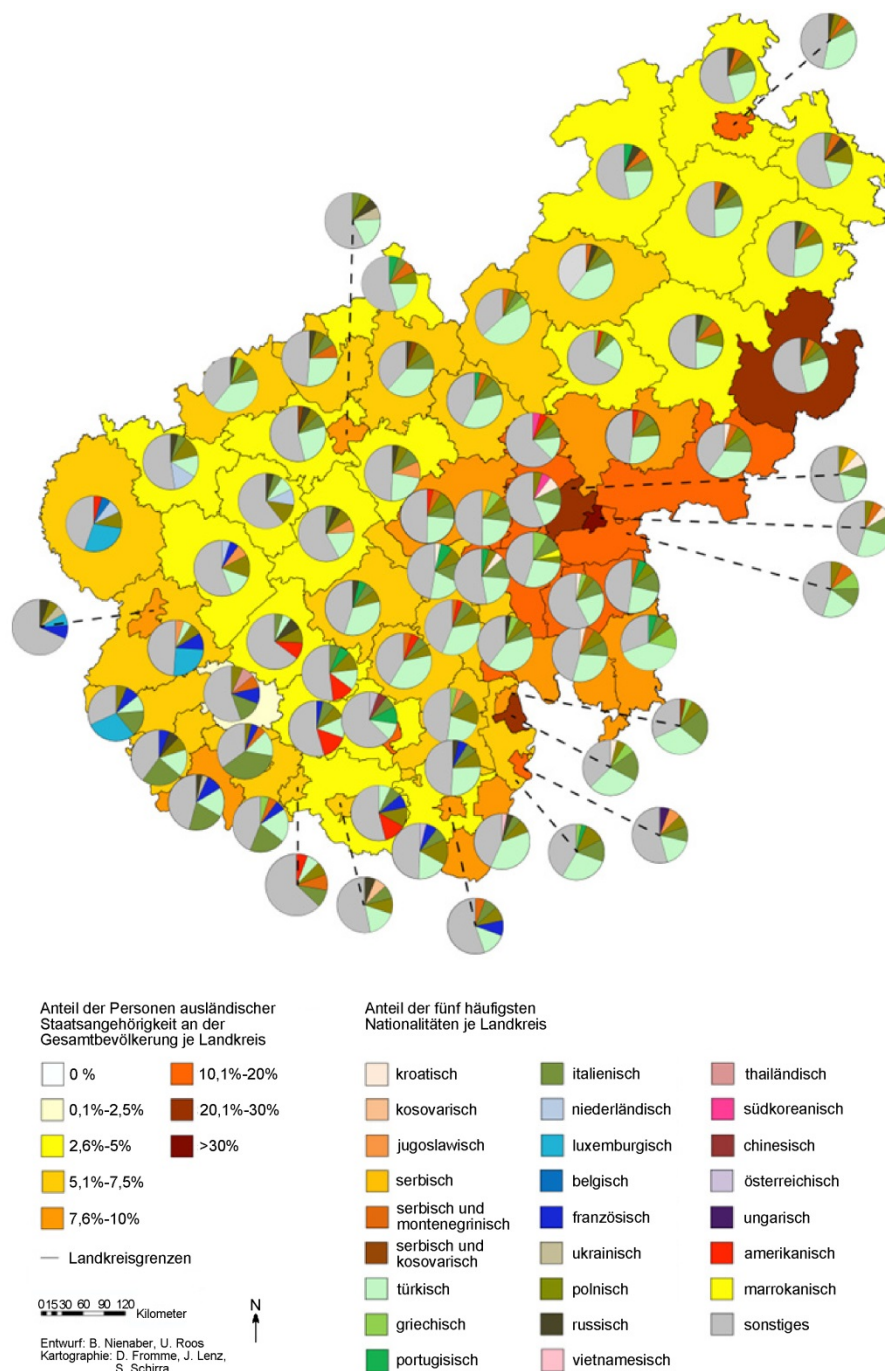 Anteil der Personen ausländischer
Staatsangehörigkeit an der
Gesamtbevölkerung je Landkreis
0 %
0,1%-2,5%
2,6%-5%
5,1%-7,5%
7,6%-10%
10,1%-20%
20,1%-30%
>30%
Landkreisgrenzen
0 15 30 60 90 120
Kilometer
N
Entwurf: B. Nienaber, U. Roos
Kartographie: D. Fromme, J. Lenz,
S. Schirra
Anteil der fünf häufigsten
Nationalitäten je Landkreis
kroatisch
kosovarisch
jugoslawisch
serbisch
serbisch und
montenegrinisch
serbisch und
kosovarisch
türkisch
griechisch
portugisisch
italienisch
niederländisch
luxemburgisch
belgisch
französisch
ukrainisch
polnisch
russisch
vietnamesisch
thailändisch
südkoreanisch
chinesisch
österreichisch
ungarisch
amerikanisch
marrokanisch
sonstiges